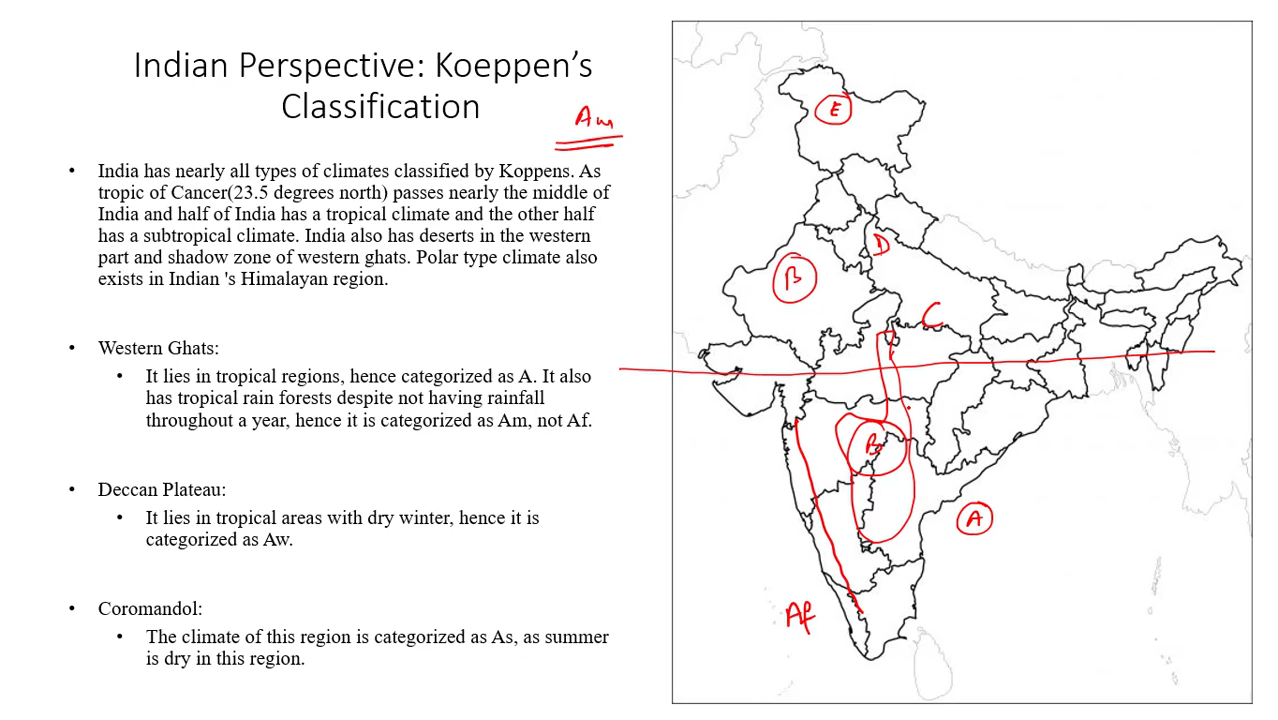 Indian Perspective: Koeppen’s
Classification
Am
• India has nearly all types of climates classified by Koppens. As
tropic of Cancer(23.5 degrees north) passes nearly the middle of
India and half of India has a tropical climate and the other half
has a subtropical climate. India also has deserts in the western
part and shadow zone of western ghats. Polar type climate also
exists in Indian 's Himalayan region.
• Western Ghats:
• It lies in tropical regions, hence categorized as A. It also
has tropical rain forests despite not having rainfall
throughout a year, hence it is categorized as Am, not Af.
• Deccan Plateau:
• It lies in tropical areas with dry winter, hence it is
categorized as Aw.
• Coromandol:
• The climate of this region is categorized as As, as summer
is dry in this region.
E
D
B
C
B
A
Af